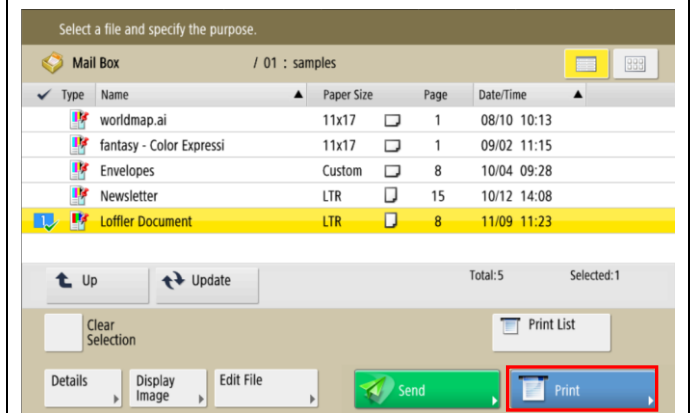 Select a file and specify the purpose.
Mail Box / 01 : samples
Type Name Paper Size Page Date/Time
worldmap.ai 11x17 1 08/10 10:13
fantasy - Color Expressi 11x17 1 09/02 11:15
Envelopes Custom 8 10/04 09:28
Newsletter LTR 15 10/12 14:08
1 Loffler Document LTR 8 11/09 11:23
Up Update Total:5 Selected:1
Clear
Selection
Print List
Details Display
Image
Edit File Send Print